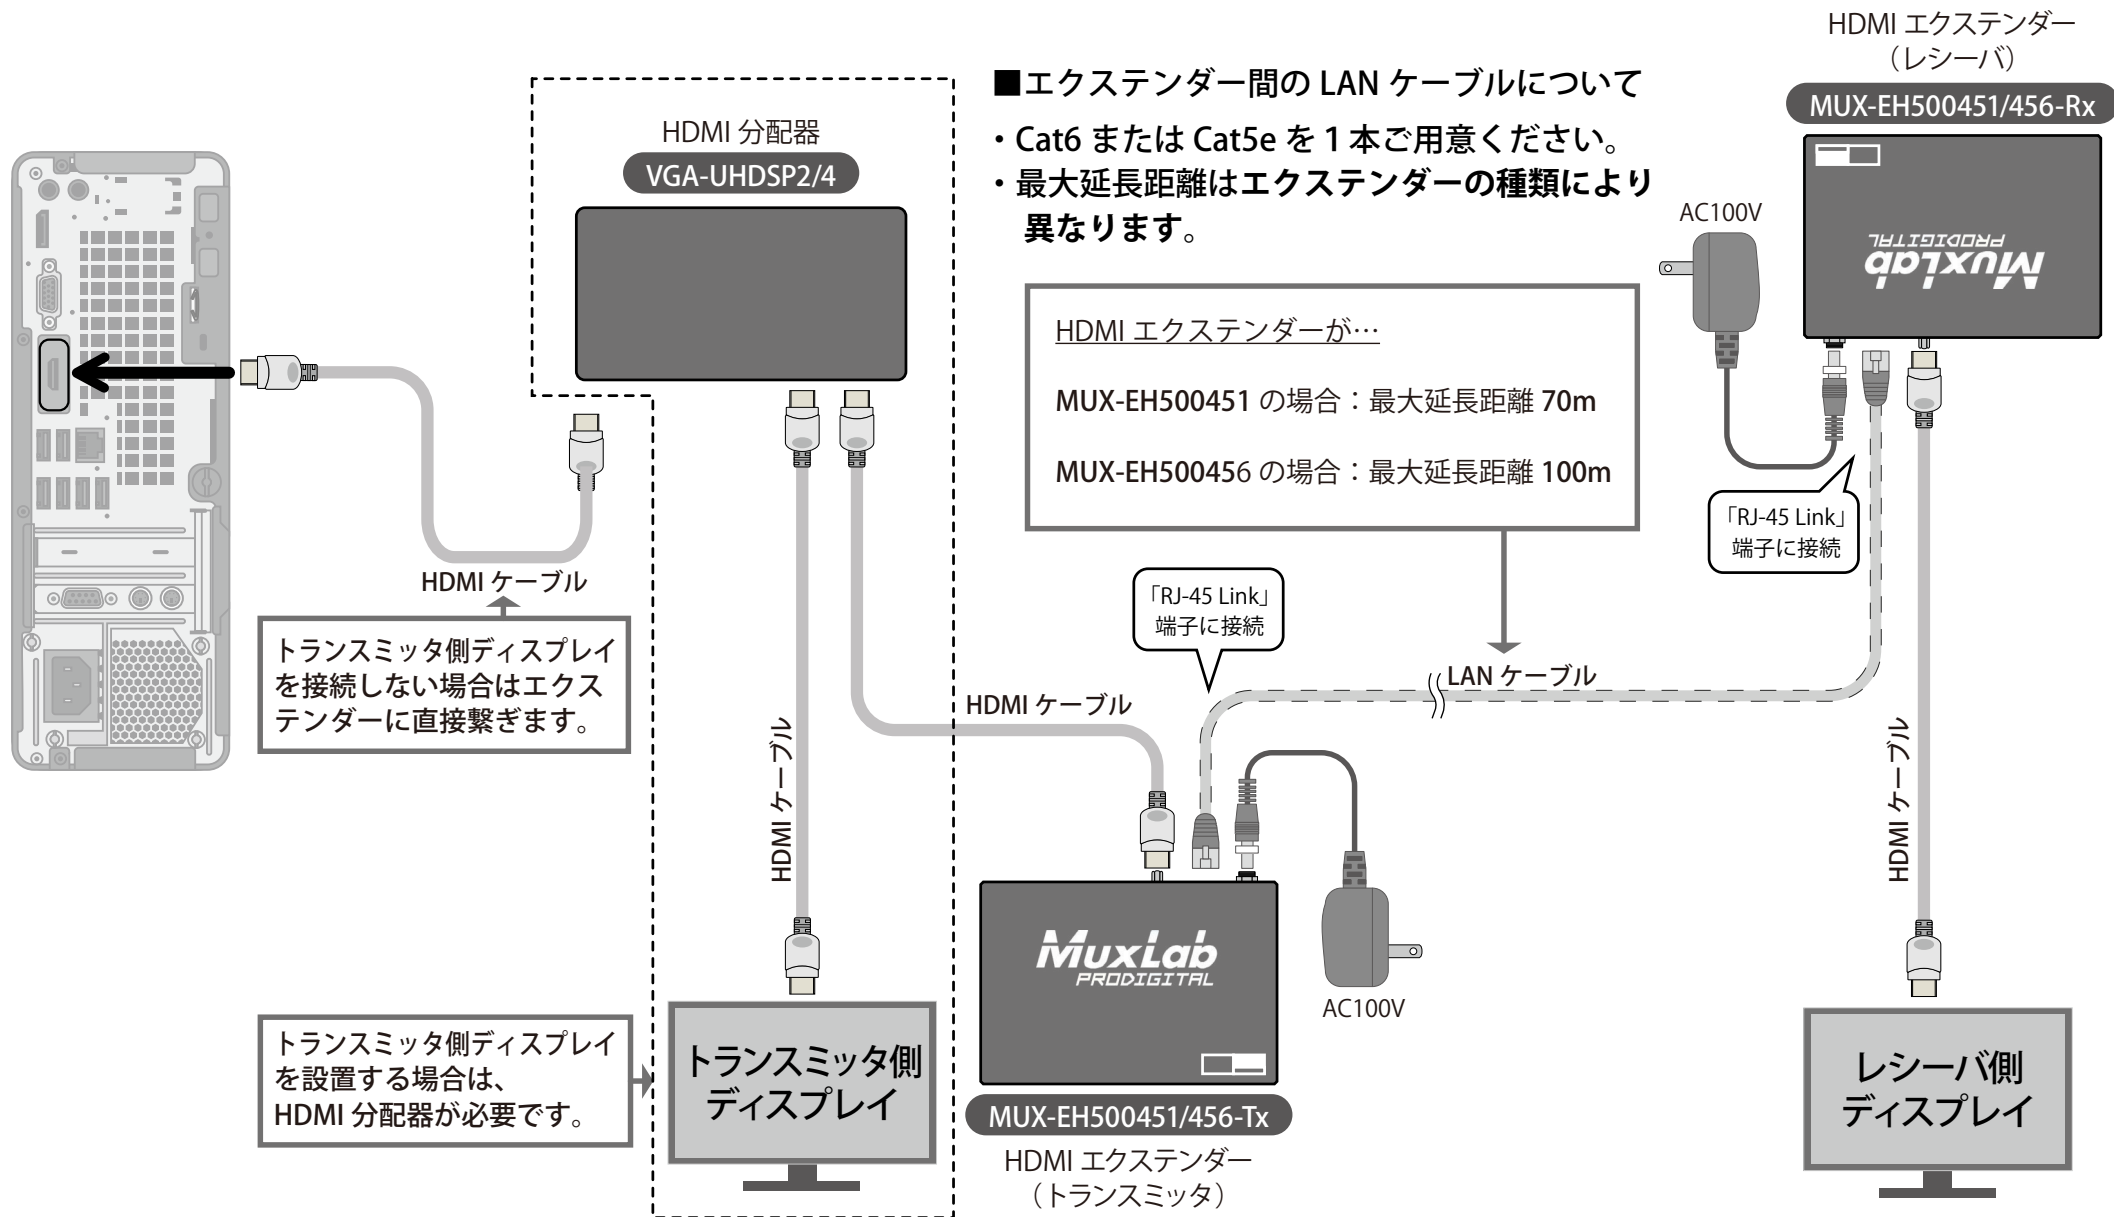 HDMI エクステンダー
（レシーバ）
MUX-EH500451/456-Rx
MuxLab
PRODIGITAL
AC100V
■エクステンダー間の LAN ケーブルについて
・Cat6 または Cat5e を 1 本ご用意ください。
・最大延長距離はエクステンダーの種類により
異なります。
HDMI 分配器
VGA-UHDSP2/4
HDMI エクステンダーが…
MUX-EH500451 の場合：最大延長距離 70m
MUX-EH500456 の場合：最大延長距離 100m
「RJ-45 Link」
端子に接続
HDMI ケーブル
トランスミッタ側ディスプレイ
を接続しない場合はエクス
テンダーに直接繋ぎます。
「RJ-45 Link」
端子に接続
LAN ケーブル
HDMI ケーブル
HDMI ケーブル
HDMI ケーブル
MuxLab
PRODIGITAL
AC100V
トランスミッタ側ディスプレイ
を設置する場合は、
HDMI 分配器が必要です。
トランスミッタ側
ディスプレイ
MUX-EH500451/456-Tx
HDMI エクステンダー
（トランスミッタ）
レシーバ側
ディスプレイ